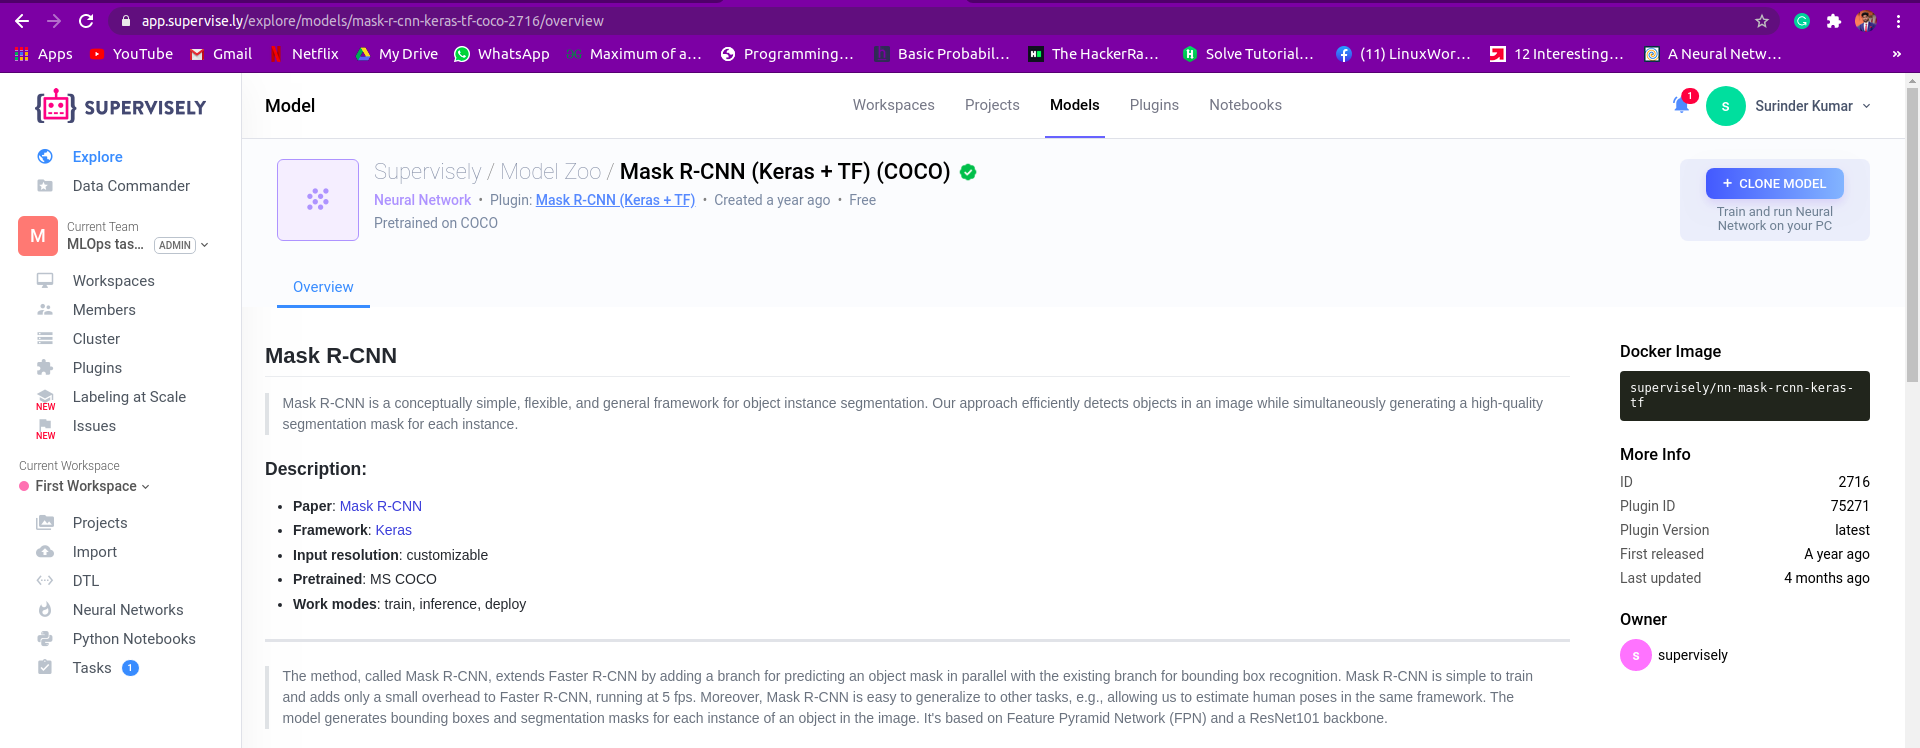 app.supervise.ly/explore/models/mask-r-cnn-keras-tf-coco-2716/overview
Apps YouTube Gmail Netflix My Drive WhatsApp Maximum of a... Programming... Basic Probabil... The HackerRa... Solve Tutorial... (11) LinuxWor... 12 Interesting... A Neural Netw... »
SUPERVISELY
Explore
Data Commander
Current Team
M
MLOps tas... ADMIN
Workspaces
Members
Cluster
Plugins
Labeling at Scale
NEW
Issues
NEW
Current Workspace
First Workspace
Projects
Import
DTL
Neural Networks
Python Notebooks
Tasks 1
Model
Workspaces Projects Models Plugins Notebooks
1
S Surinder Kumar
Supervisely / Model Zoo / Mask R-CNN (Keras + TF) (COCO)
Neural Network • Plugin: Mask R-CNN (Keras + TF) • Created a year ago • Free
Pretrained on COCO
+ CLONE MODEL
Train and run Neural
Network on your PC
Overview
Mask R-CNN
Mask R-CNN is a conceptually simple, flexible, and general framework for object instance segmentation. Our approach efficiently detects objects in an image while simultaneously generating a high-quality
segmentation mask for each instance.
Description:
• Paper: Mask R-CNN
• Framework: Keras
• Input resolution: customizable
• Pretrained: MS COCO
• Work modes: train, inference, deploy
The method, called Mask R-CNN, extends Faster R-CNN by adding a branch for predicting an object mask in parallel with the existing branch for bounding box recognition. Mask R-CNN is simple to train
and adds only a small overhead to Faster R-CNN, running at 5 fps. Moreover, Mask R-CNN is easy to generalize to other tasks, e.g., allowing us to estimate human poses in the same framework. The
model generates bounding boxes and segmentation masks for each instance of an object in the image. It's based on Feature Pyramid Network (FPN) and a ResNet101 backbone.
Docker Image
supervisely/nn-mask-rcnn-keras-
tf
More Info
ID 2716
Plugin ID 75271
Plugin Version latest
First released A year ago
Last updated 4 months ago
Owner
s supervisely